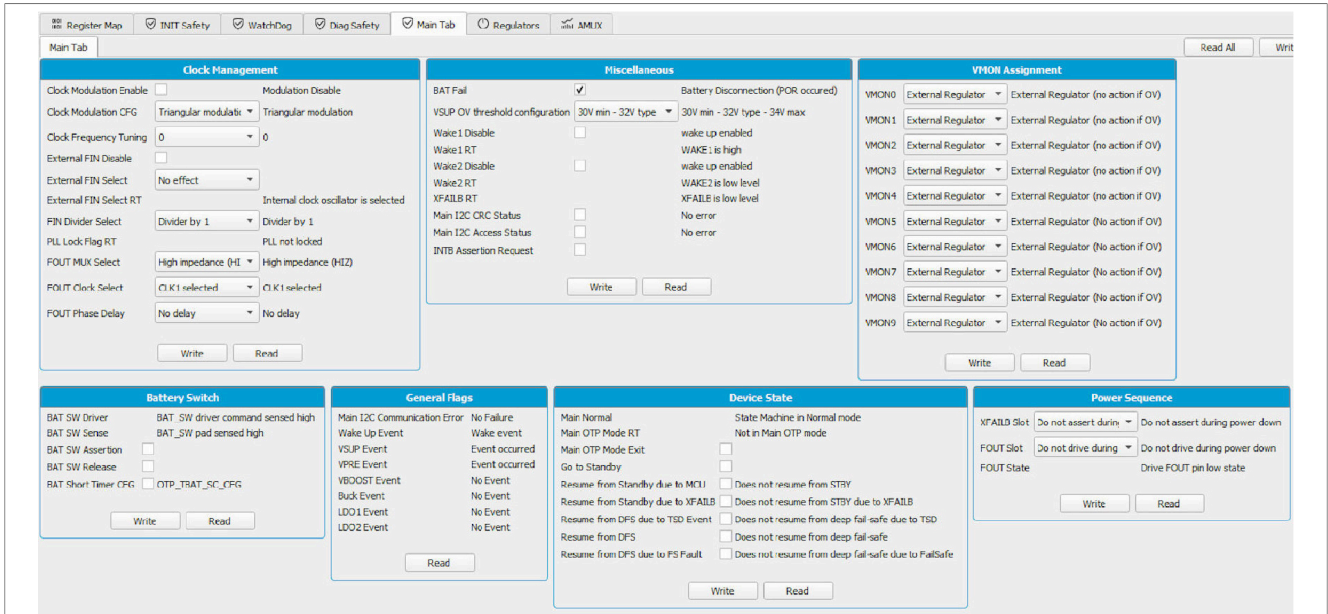 Register Map INIT Safety WatchDog Diag Safety Main Tab Regulators AMUX
Main Tab
Read All Writ
Clock Management
Clock Modulation Enable Modulation Disable
Clock Modulation CFG Triangular modulatic Triangular modulation
Clock Frequency Tuning 0 0
External FIN Disable
External FIN Select No effect
External FIN Select RT Internal clock oscillator is selected
FIN Divider Select Divider by 1 Divider by 1
PLL Lock Flag RT PLL not locked
FOUT MUX Select High impedance (HI High impedance (HIZ)
FOUT Clock Select CLK1 selected CLK1 selected
FOUT Phase Delay No delay No delay
Write Read
Miscellaneous
BAT Fail Battery Disconnection (POR occured)
VSUP OV threshold configuration 30V min - 32V type 30V min - 32V type - 34V max
Wake1 Disable wake up enabled
Wake1 RT WAKE1 is high
Wake2 Disable wake up enabled
Wake2 RT WAKE2 is low level
XFAILB RT XFAILB is low level
Main I2C CRC Status No error
Main I2C Access Status No error
INTB Assertion Request
Write Read
VMON Assignment
VMON0 External Regulator External Regulator (no action if OV)
VMON1 External Regulator External Regulator (no action if OV)
VMON2 External Regulator External Regulator (no action if OV)
VMON3 External Regulator External Regulator (no action if OV)
VMON4 External Regulator External Regulator (no action if OV)
VMON5 External Regulator External Regulator (No action if OV)
VMON6 External Regulator External Regulator (No action if OV)
VMON7 External Regulator External Regulator (No action if OV)
VMON8 External Regulator External Regulator (No action if OV)
VMON9 External Regulator External Regulator (No action if OV)
Write Read
Battery Switch
BAT SW Driver BAT_SW driver command sensed high
BAT SW Sense BAT_SW pad sensed high
BAT SW Assertion
BAT SW Release
BAT Short Timer CFG OTP_TBAT_SC_CFG
Write Read
General Flags
Main I2C Communication Error No Failure
Wake Up Event Wake event
VSUP Event Event occurred
VPRE Event Event occurred
VBOOST Event No Event
Buck Event No Event
LDO1 Event No Event
LDO2 Event No Event
Read
Device State
Main Normal State Machine in Normal mode
Main OTP Mode RT Not in Main OTP mode
Main OTP Mode Exit
Go to Standby
Resume from Standby due to MCU Does not resume from STBY
Resume from Standby due to XFAILB Does not resume from STBY due to XFAILB
Resume from DFS due to TSD Event Does not resume from deep fail-safe due to TSD
Resume from DFS Does not resume from deep fail-safe
Resume from DFS due to FS Fault Does not resume from deep fail-safe due to FailSafe
Write Read
Power Sequence
XFAILB Slot Do not assert during Do not assert during power down
FOUT Slot Do not drive during Do not drive during power down
FOUT State Drive FOUT pin low state
Write Read